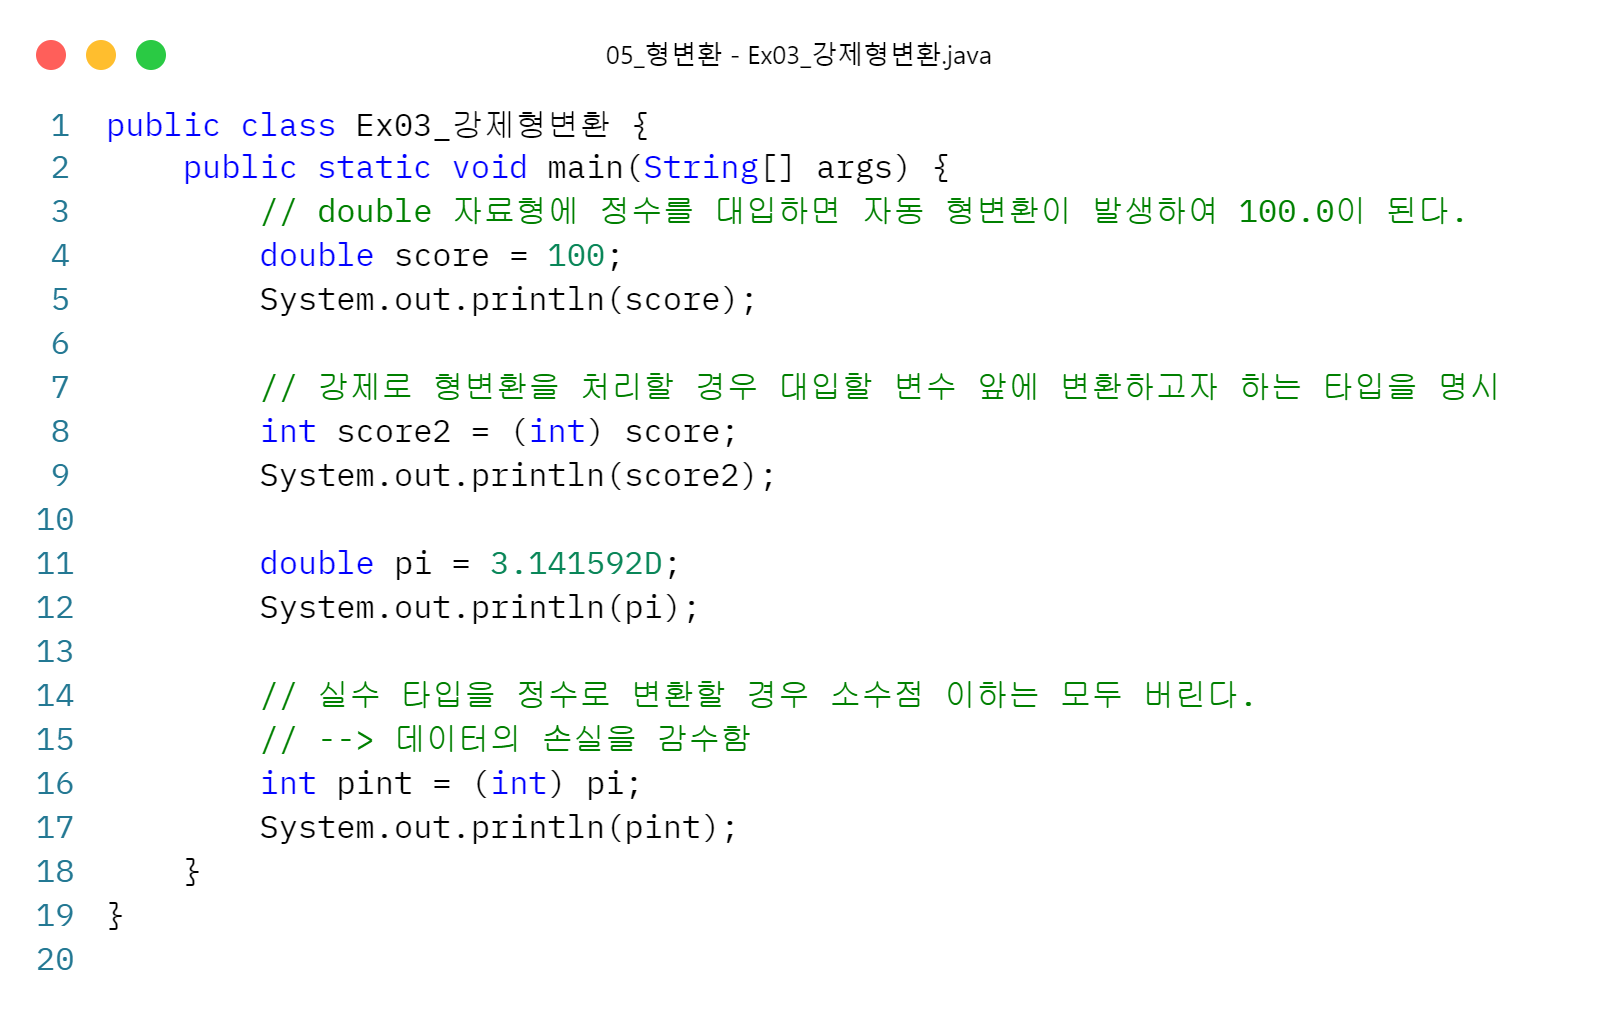 05_형변환 - Ex03_강제형변환.java
1 public class Ex03_강제형변환 {
2     public static void main(String[] args) {
3         // double 자료형에 정수를 대입하면 자동 형변환이 발생하여 100.0이 된다.
4         double score = 100;
5         System.out.println(score);
6
7         // 강제로 형변환을 처리할 경우 대입할 변수 앞에 변환하고자 하는 타입을 명시
8         int score2 = (int) score;
9         System.out.println(score2);
10
11         double pi = 3.141592D;
12         System.out.println(pi);
13
14         // 실수 타입을 정수로 변환할 경우 소수점 이하는 모두 버린다.
15         // --> 데이터의 손실을 감수함
16         int pint = (int) pi;
17         System.out.println(pint);
18     }
19 }
20